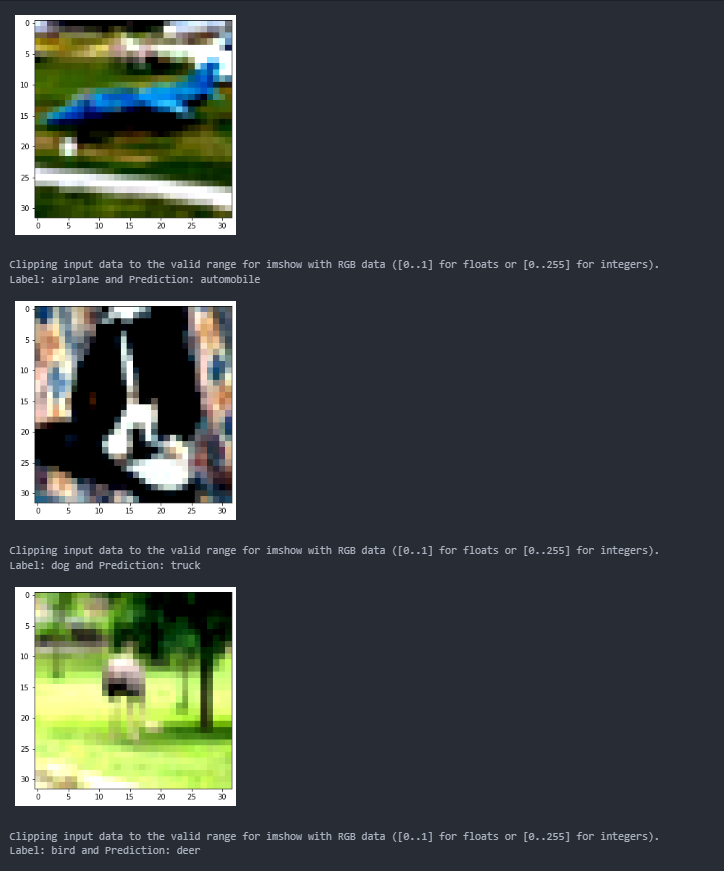 0
5
10
15
20
25
30
0 5 10 15 20 25 30
Clipping input data to the valid range for imshow with RGB data ([0..1] for floats or [0..255] for integers).
Label: airplane and Prediction: automobile
0
5
10
15
20
25
30
0 5 10 15 20 25 30
Clipping input data to the valid range for imshow with RGB data ([0..1] for floats or [0..255] for integers).
Label: dog and Prediction: truck
0
5
10
15
20
25
30
0 5 10 15 20 25 30
Clipping input data to the valid range for imshow with RGB data ([0..1] for floats or [0..255] for integers).
Label: bird and Prediction: deer